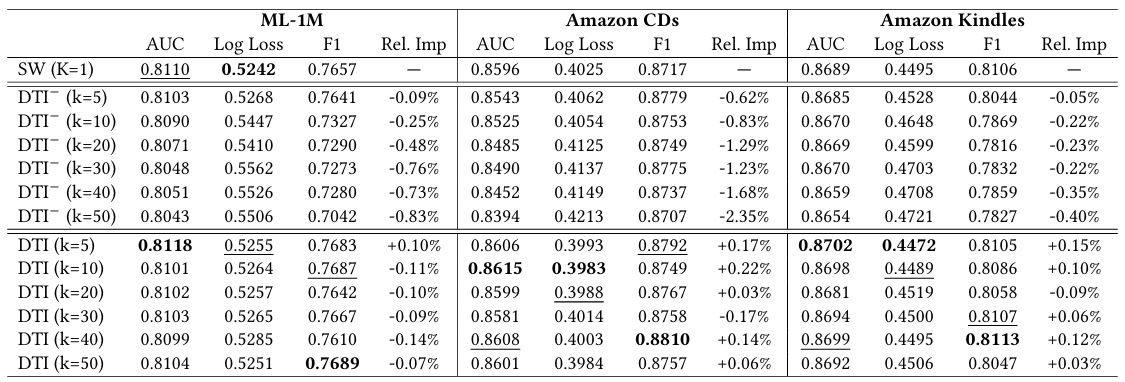 ML-1M Amazon CDs Amazon Kindles
AUC Log Loss F1 Rel. Imp AUC Log Loss F1 Rel. Imp AUC Log Loss F1 Rel. Imp
SW (K=1) 0.8110 0.5242 0.7657 — 0.8596 0.4025 0.8717 — 0.8689 0.4495 0.8106 —
DTI⁻ (k=5) 0.8103 0.5268 0.7641 -0.09% 0.8543 0.4062 0.8779 -0.62% 0.8685 0.4528 0.8044 -0.05%
DTI⁻ (k=10) 0.8090 0.5447 0.7327 -0.25% 0.8525 0.4054 0.8753 -0.83% 0.8670 0.4648 0.7869 -0.22%
DTI⁻ (k=20) 0.8071 0.5410 0.7290 -0.48% 0.8485 0.4125 0.8749 -1.29% 0.8669 0.4599 0.7816 -0.23%
DTI⁻ (k=30) 0.8048 0.5562 0.7273 -0.76% 0.8490 0.4137 0.8775 -1.23% 0.8670 0.4703 0.7832 -0.22%
DTI⁻ (k=40) 0.8051 0.5526 0.7280 -0.73% 0.8452 0.4149 0.8737 -1.68% 0.8659 0.4708 0.7859 -0.35%
DTI⁻ (k=50) 0.8043 0.5506 0.7042 -0.83% 0.8394 0.4213 0.8707 -2.35% 0.8654 0.4721 0.7827 -0.40%
DTI (k=5) 0.8118 0.5255 0.7683 +0.10% 0.8606 0.3993 0.8792 +0.17% 0.8702 0.4472 0.8105 +0.15%
DTI (k=10) 0.8101 0.5264 0.7687 -0.11% 0.8615 0.3983 0.8749 +0.22% 0.8698 0.4489 0.8086 +0.10%
DTI (k=20) 0.8102 0.5257 0.7642 -0.10% 0.8599 0.3988 0.8767 +0.03% 0.8681 0.4519 0.8058 -0.09%
DTI (k=30) 0.8103 0.5265 0.7667 -0.09% 0.8581 0.4014 0.8758 -0.17% 0.8694 0.4500 0.8107 +0.06%
DTI (k=40) 0.8099 0.5285 0.7610 -0.14% 0.8608 0.4003 0.8810 +0.14% 0.8699 0.4495 0.8113 +0.12%
DTI (k=50) 0.8104 0.5251 0.7689 -0.07% 0.8601 0.3984 0.8757 +0.06% 0.8692 0.4506 0.8047 +0.03%